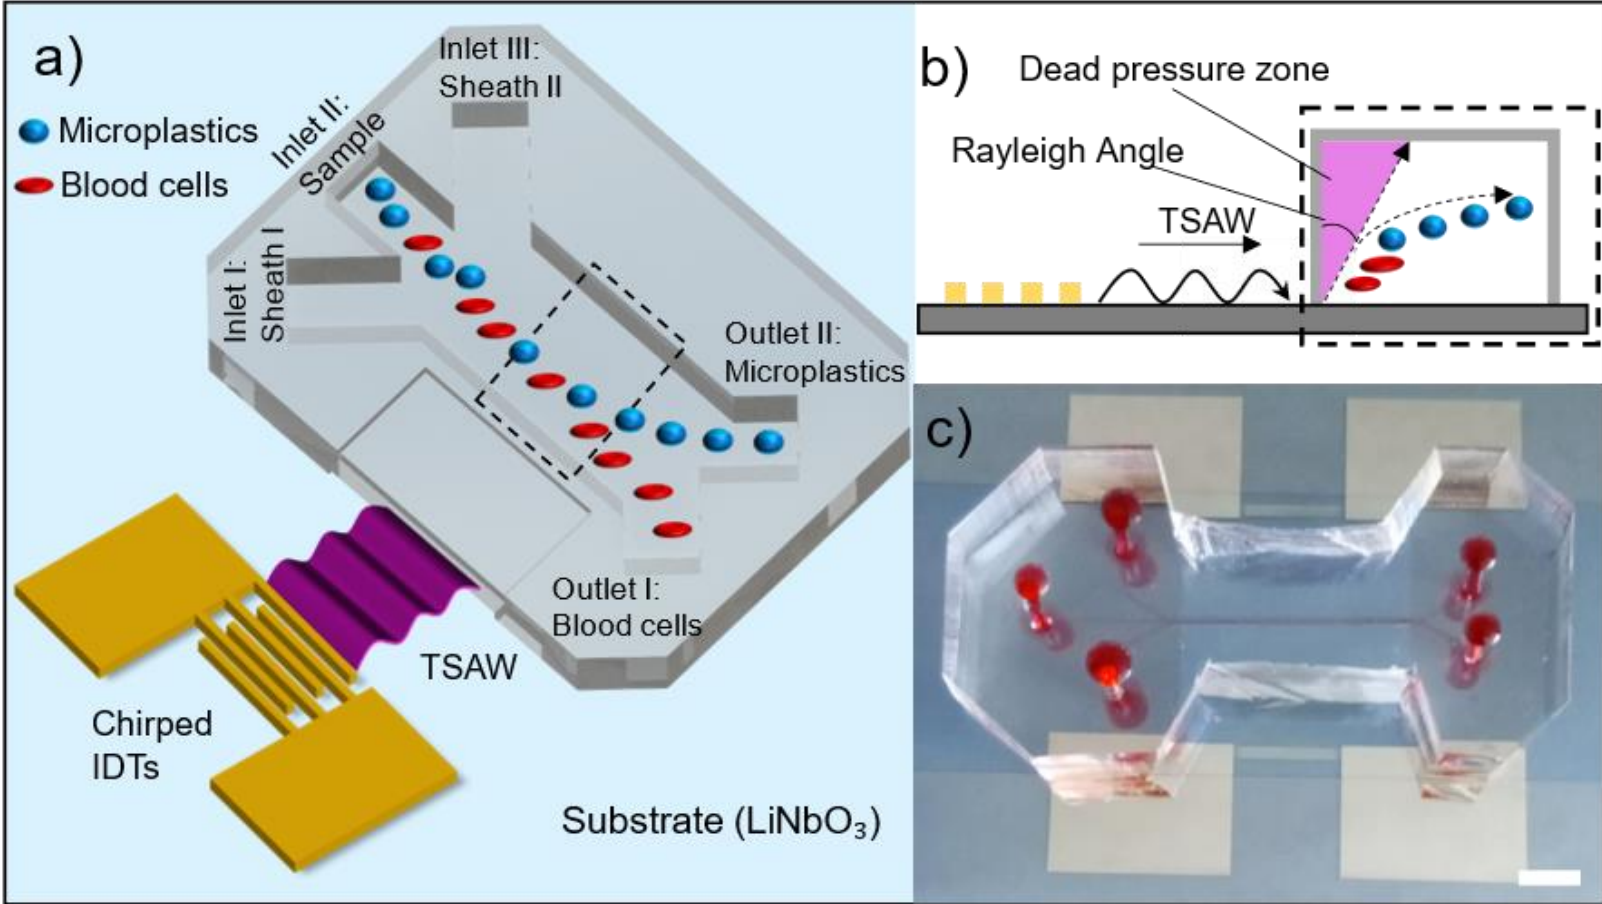 a)
Microplastics
Blood cells
Inlet I:
Sheath I
Inlet II:
Sample
Inlet III:
Sheath II
Outlet II:
Microplastics
Outlet I:
Blood cells
TSAW
Chirped
IDTs
Substrate (LiNbO₃)
b)
Dead pressure zone
Rayleigh Angle
TSAW
c)